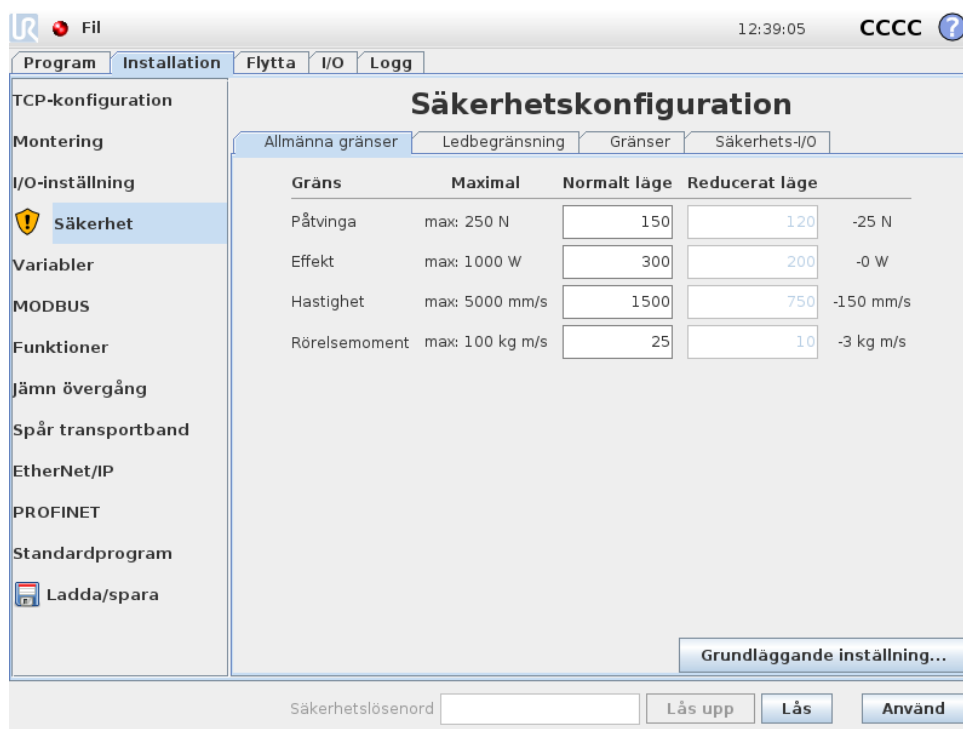 UR Fil 12:39:05 CCCC ?
Program Installation Flytta I/O Logg
TCP-konfiguration
Montering
I/O-inställning
Säkerhet
Variabler
MODBUS
Funktioner
Jämn övergång
Spår transportband
EtherNet/IP
PROFINET
Standardprogram
Ladda/spara
Säkerhetskonfiguration
Allmänna gränser Ledbegränsning Gränser Säkerhets-I/O
Gräns Maximal Normalt läge Reducerat läge
Påtvinga max: 250 N 150 120 -25 N
Effekt max: 1000 W 300 200 -0 W
Hastighet max: 5000 mm/s 1500 750 -150 mm/s
Rörelsemoment max: 100 kg m/s 25 10 -3 kg m/s
Grundläggande inställning...
Säkerhetslösenord Lås upp Lås Använd